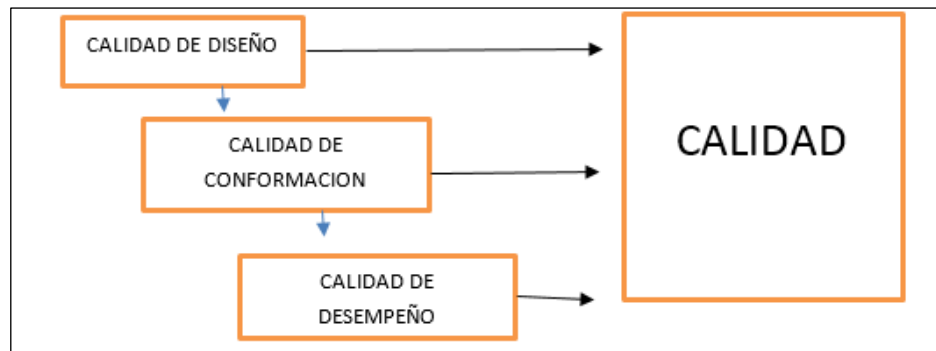 CALIDAD DE DISEÑO
CALIDAD DE
CONFORMACION
CALIDAD DE
DESEMPEÑO
CALIDAD